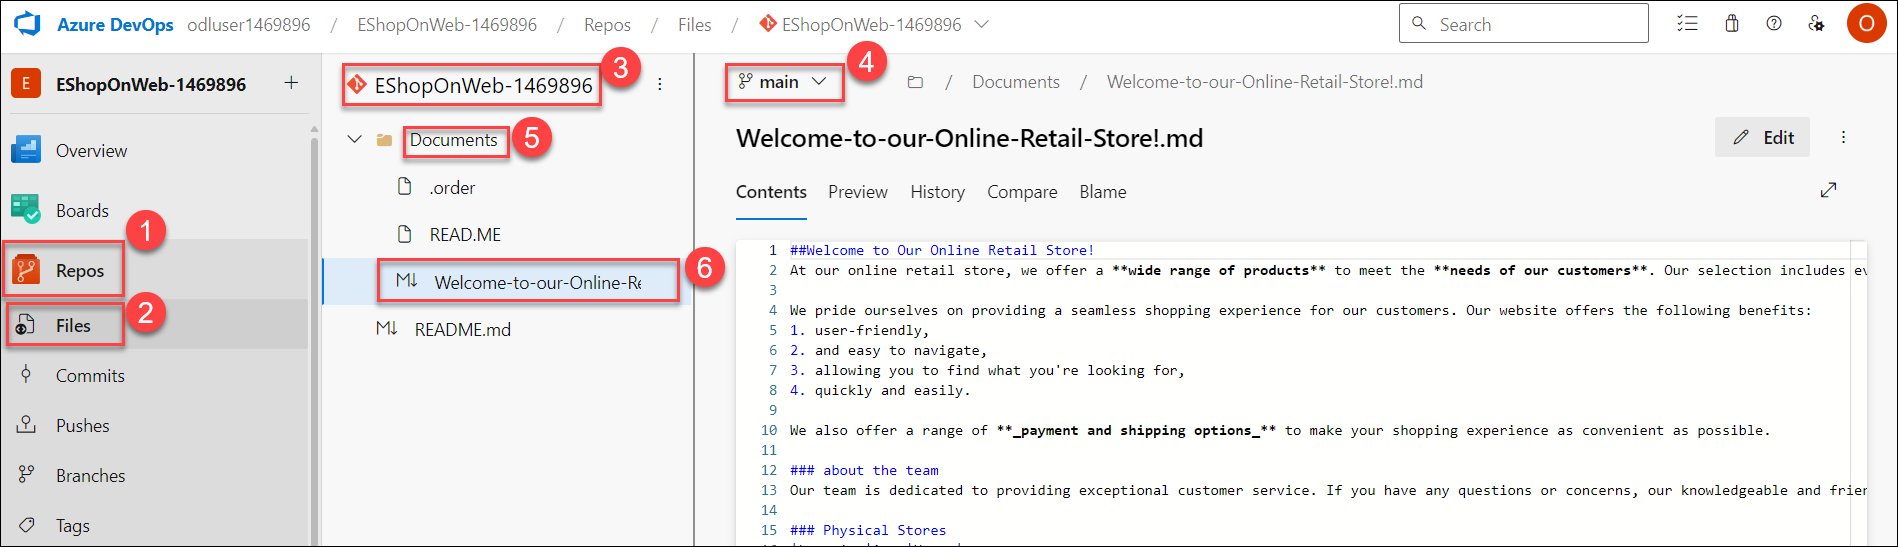 Azure DevOps odluser1469896 / EShopOnWeb-1469896 / Repos / Files / EShopOnWeb-1469896
Search
O
E EShopOnWeb-1469896 +
Overview
Boards
1
Repos
2
Files
Commits
Pushes
Branches
Tags
EShopOnWeb-1469896
3
Documents
5
.order
READ.ME
M↓ Welcome-to-our-Online-Re
6
M↓ README.md
main
4
/ Documents / Welcome-to-our-Online-Retail-Store!.md
Welcome-to-our-Online-Retail-Store!.md
Edit
Contents Preview History Compare Blame
1 ##Welcome to Our Online Retail Store!
2 At our online retail store, we offer a **wide range of products** to meet the **needs of our customers**. Our selection includes ev
3
4 We pride ourselves on providing a seamless shopping experience for our customers. Our website offers the following benefits:
5 1. user-friendly,
6 2. and easy to navigate,
7 3. allowing you to find what you're looking for,
8 4. quickly and easily.
9
10 We also offer a range of **_payment and shipping options_** to make your shopping experience as convenient as possible.
11
12 ### about the team
13 Our team is dedicated to providing exceptional customer service. If you have any questions or concerns, our knowledgeable and frien
14
15 ### Physical Stores